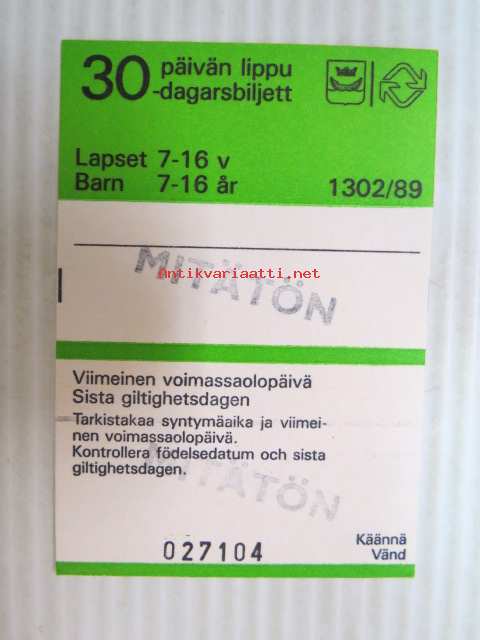 30 päivän lippu
-dagarsbiljett
Lapset 7-16 v
Barn 7-16 år
1302/89
MITÄTÖN
Antikvariaatti.net
Viimeinen voimassaolopäivä
Sista giltighetsdagen
Tarkistakaa syntymäaika ja viimei-
nen voimassaolopäivä.
Kontrollera födelsedatum och sista
giltighetsdagen.
MITÄTÖN
027104
Käännä
Vänd